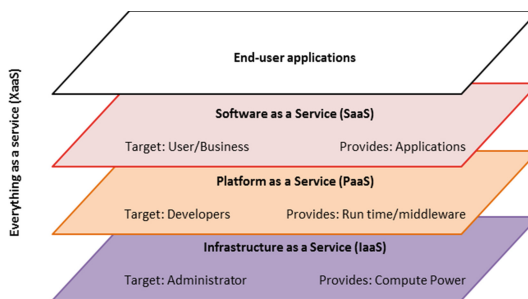 Everything as a service (XaaS)
End-user applications
Software as a Service (SaaS)
Target: User/Business Provides: Applications
Platform as a Service (PaaS)
Target: Developers Provides: Run time/middleware
Infrastructure as a Service (IaaS)
Target: Administrator Provides: Compute Power